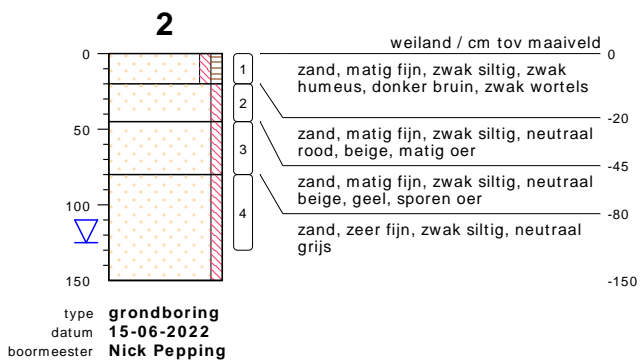 2
weiland / cm tov maaiveld
0
0
1
zand, matig fijn, zwak siltig, zwak
humeus, donker bruin, zwak wortels
2
-20
50
zand, matig fijn, zwak siltig, neutraal
rood, beige, matig oer
-45
3
zand, matig fijn, zwak siltig, neutraal
beige, geel, sporen oer
-80
100
4
zand, zeer fijn, zwak siltig, neutraal
grijs
150
-150
type grondboring
datum 15-06-2022
boormeester Nick Pepping